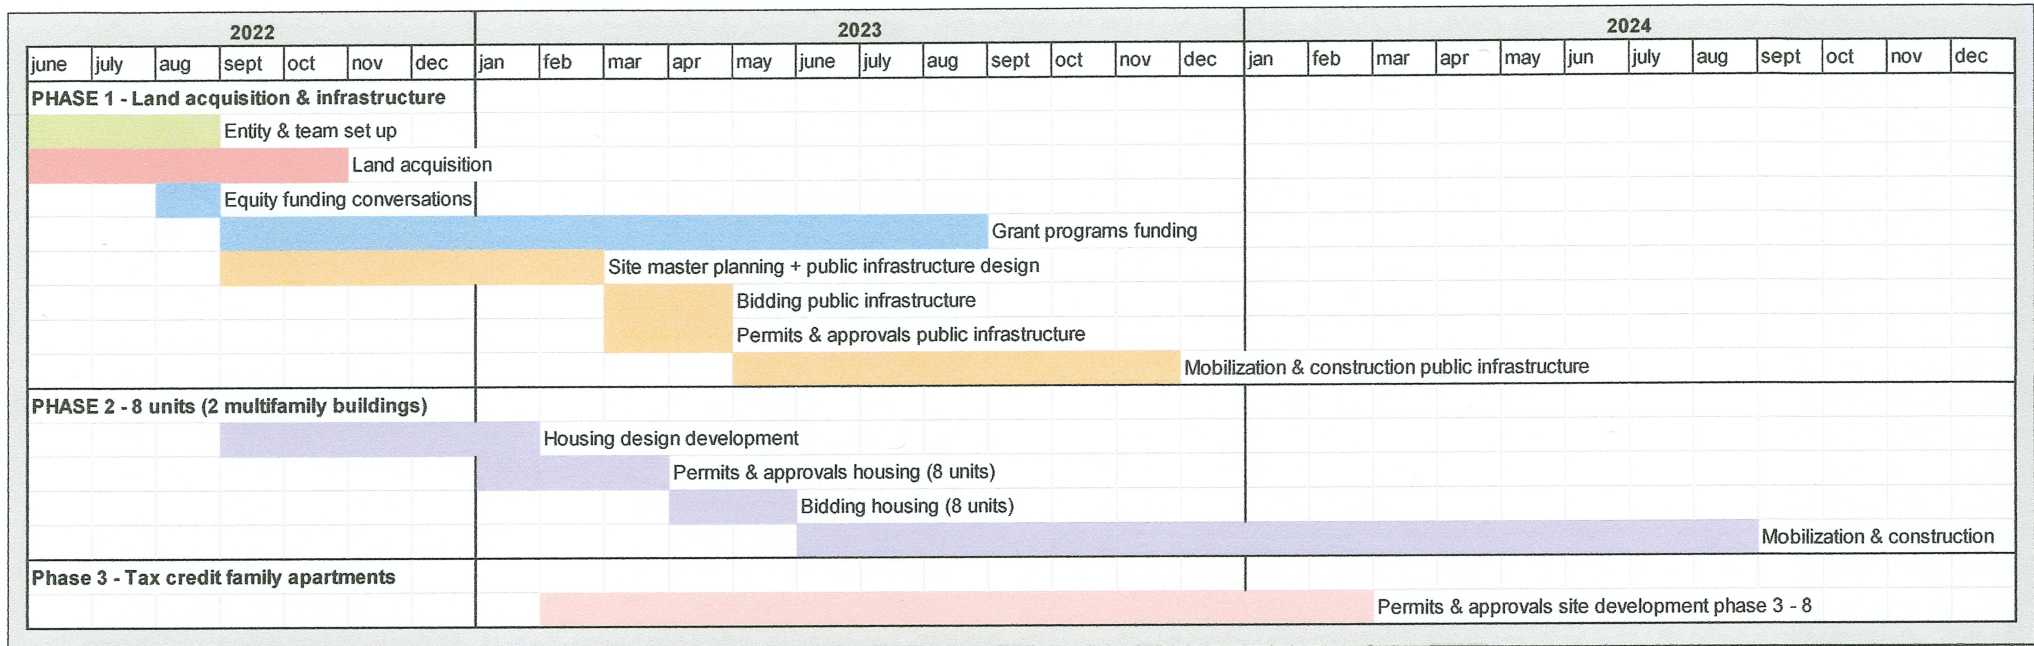 2022 2023 2024
june july aug sept oct nov dec jan feb mar apr may june july aug sept oct nov dec jan feb mar apr may jun july aug sept oct nov dec
PHASE 1 - Land acquisition & infrastructure
Entity & team set up
Land acquisition
Equity funding conversations
Grant programs funding
Site master planning + public infrastructure design
Bidding public infrastructure
Permits & approvals public infrastructure
Mobilization & construction public infrastructure
PHASE 2 - 8 units (2 multifamily buildings)
Housing design development
Permits & approvals housing (8 units)
Bidding housing (8 units)
Mobilization & construction
Phase 3 - Tax credit family apartments
Permits & approvals site development phase 3 - 8